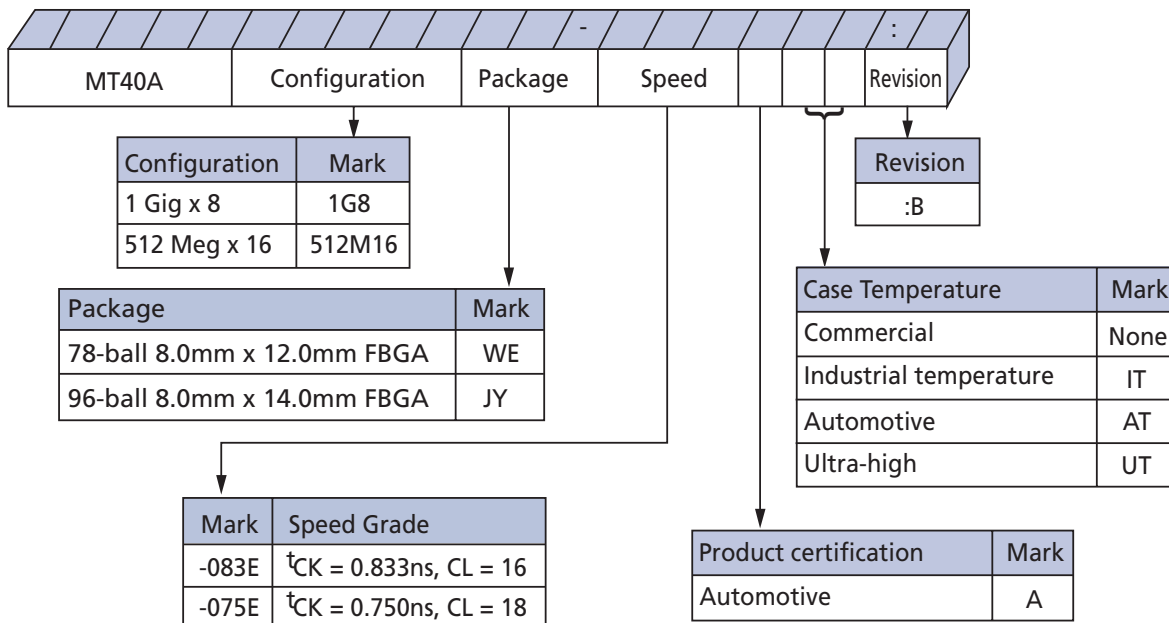 - :
MT40A Configuration Package Speed Revision
Configuration Mark
1 Gig x 8 1G8
512 Meg x 16 512M16
Revision
:B
Package Mark
78-ball 8.0mm x 12.0mm FBGA WE
96-ball 8.0mm x 14.0mm FBGA JY
Case Temperature Mark
Commercial None
Industrial temperature IT
Automotive AT
Ultra-high UT
Mark Speed Grade
-083E tCK = 0.833ns, CL = 16
-075E tCK = 0.750ns, CL = 18
Product certification Mark
Automotive A